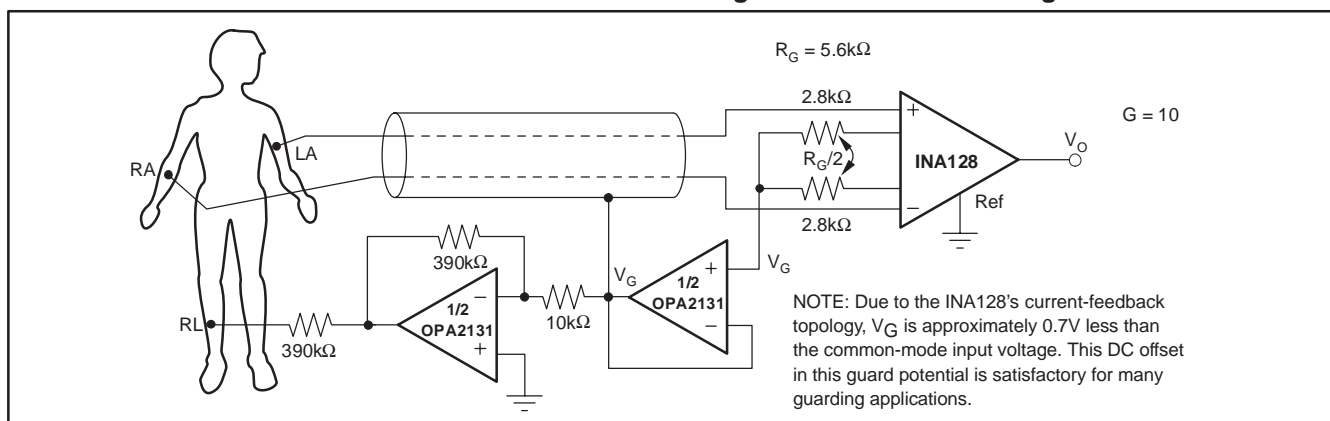 R_G = 5.6kΩ
2.8kΩ
G = 10
+
V_O
LA
R_G/2
INA128
RA
Ref
−
2.8kΩ
390kΩ
V_G
+
V_G
1/2
OPA2131
−
1/2
OPA2131
10kΩ
−
+
RL
390kΩ
NOTE: Due to the INA128's current-feedback
topology, V_G is approximately 0.7V less than
the common-mode input voltage. This DC offset
in this guard potential is satisfactory for many
guarding applications.